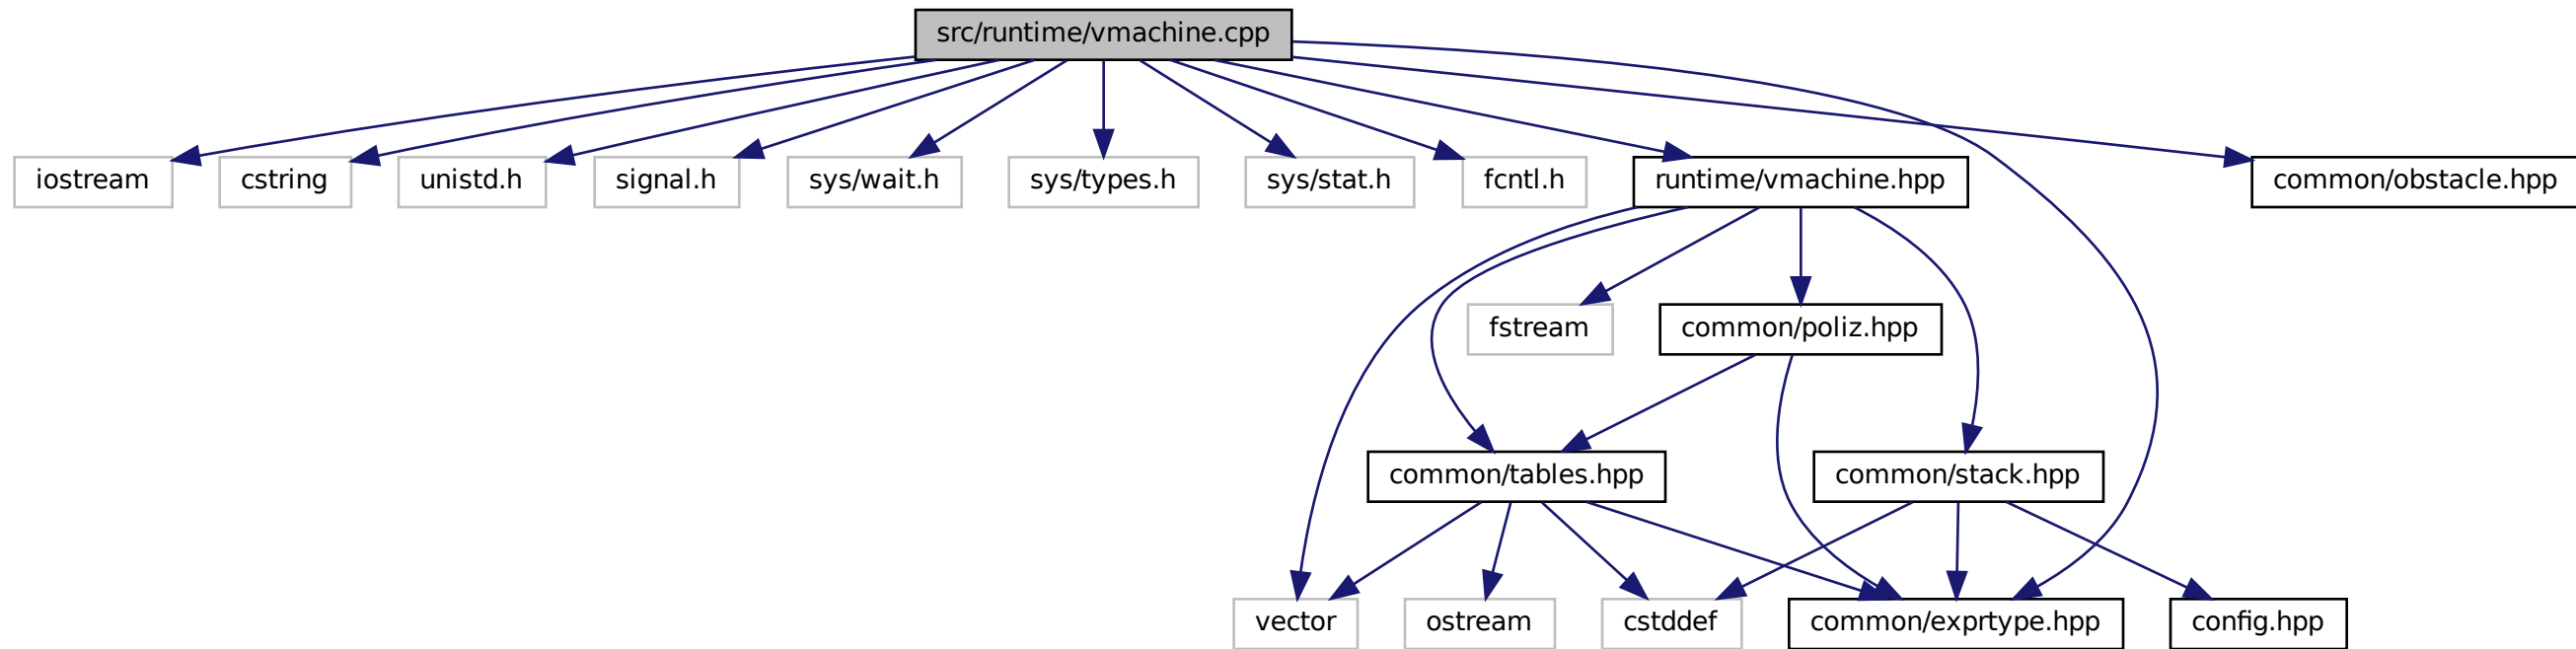 src/runtime/vmachine.cpp
iostream
cstring
unistd.h
signal.h
sys/wait.h
sys/types.h
sys/stat.h
fcntl.h
runtime/vmachine.hpp
common/obstacle.hpp
fstream
common/poliz.hpp
common/tables.hpp
common/stack.hpp
vector
ostream
cstddef
common/exprtype.hpp
config.hpp